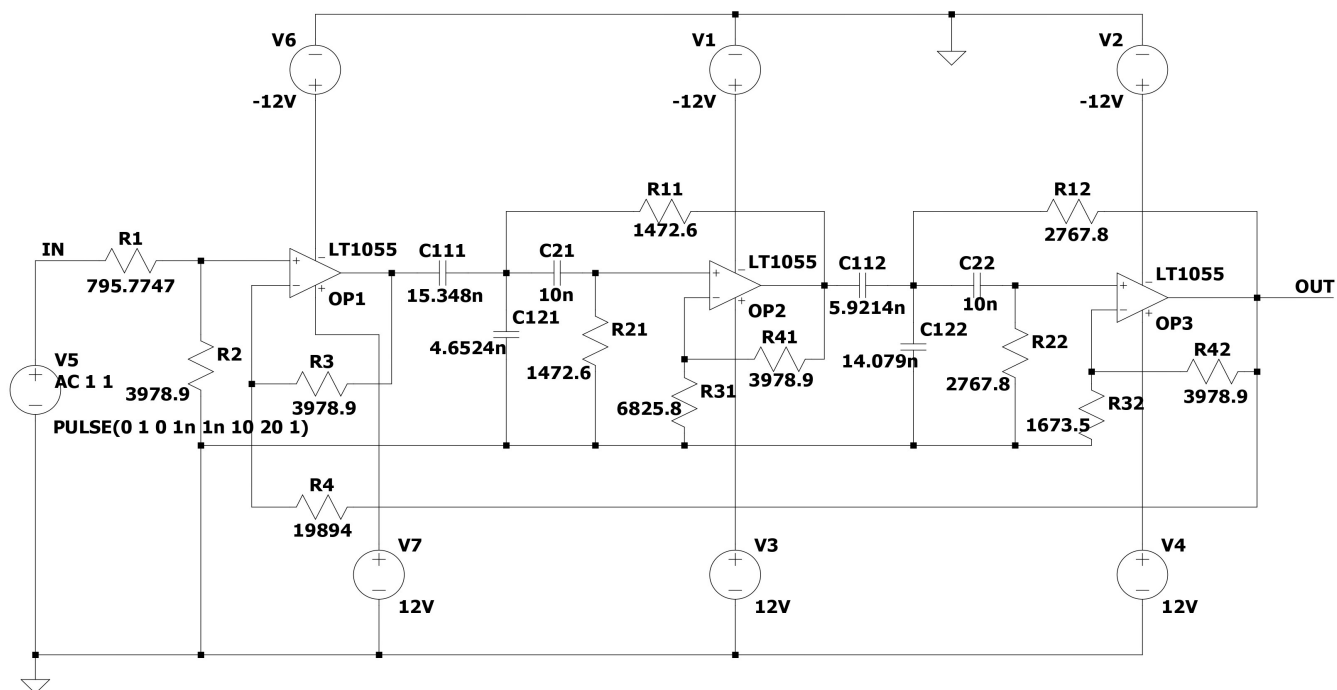 V6
-12V
V1
-12V
V2
-12V
R11
1472.6
R12
2767.8
IN
R1
795.7747
+
−
LT1055
OP1
C111
15.348n
C21
10n
LT1055
OP2
C112
5.9214n
C22
10n
LT1055
OP3
OUT
C121
4.6524n
R21
1472.6
R41
3978.9
R31
6825.8
C122
14.079n
R22
2767.8
R42
3978.9
R32
1673.5
V5
AC 1 1
PULSE(0 1 0 1n 1n 10 20 1)
R2
3978.9
R3
3978.9
R4
19894
V7
12V
V3
12V
V4
12V